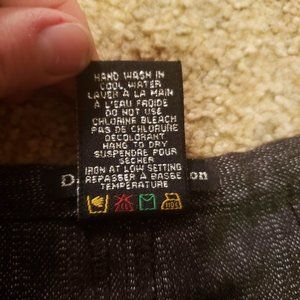 HAND WASH IN
COOL WATER
LAVER À LA MAIN
À L'EAU FROIDE
DO NOT USE
CHLORINE BLEACH
PAS DE CHLORURE
DECOLORANT
HANG TO DRY
SUSPENDRE POUR
SECHER
IRON AT LOW SETTING
REPASSER À BASSE
TEMPERATURE